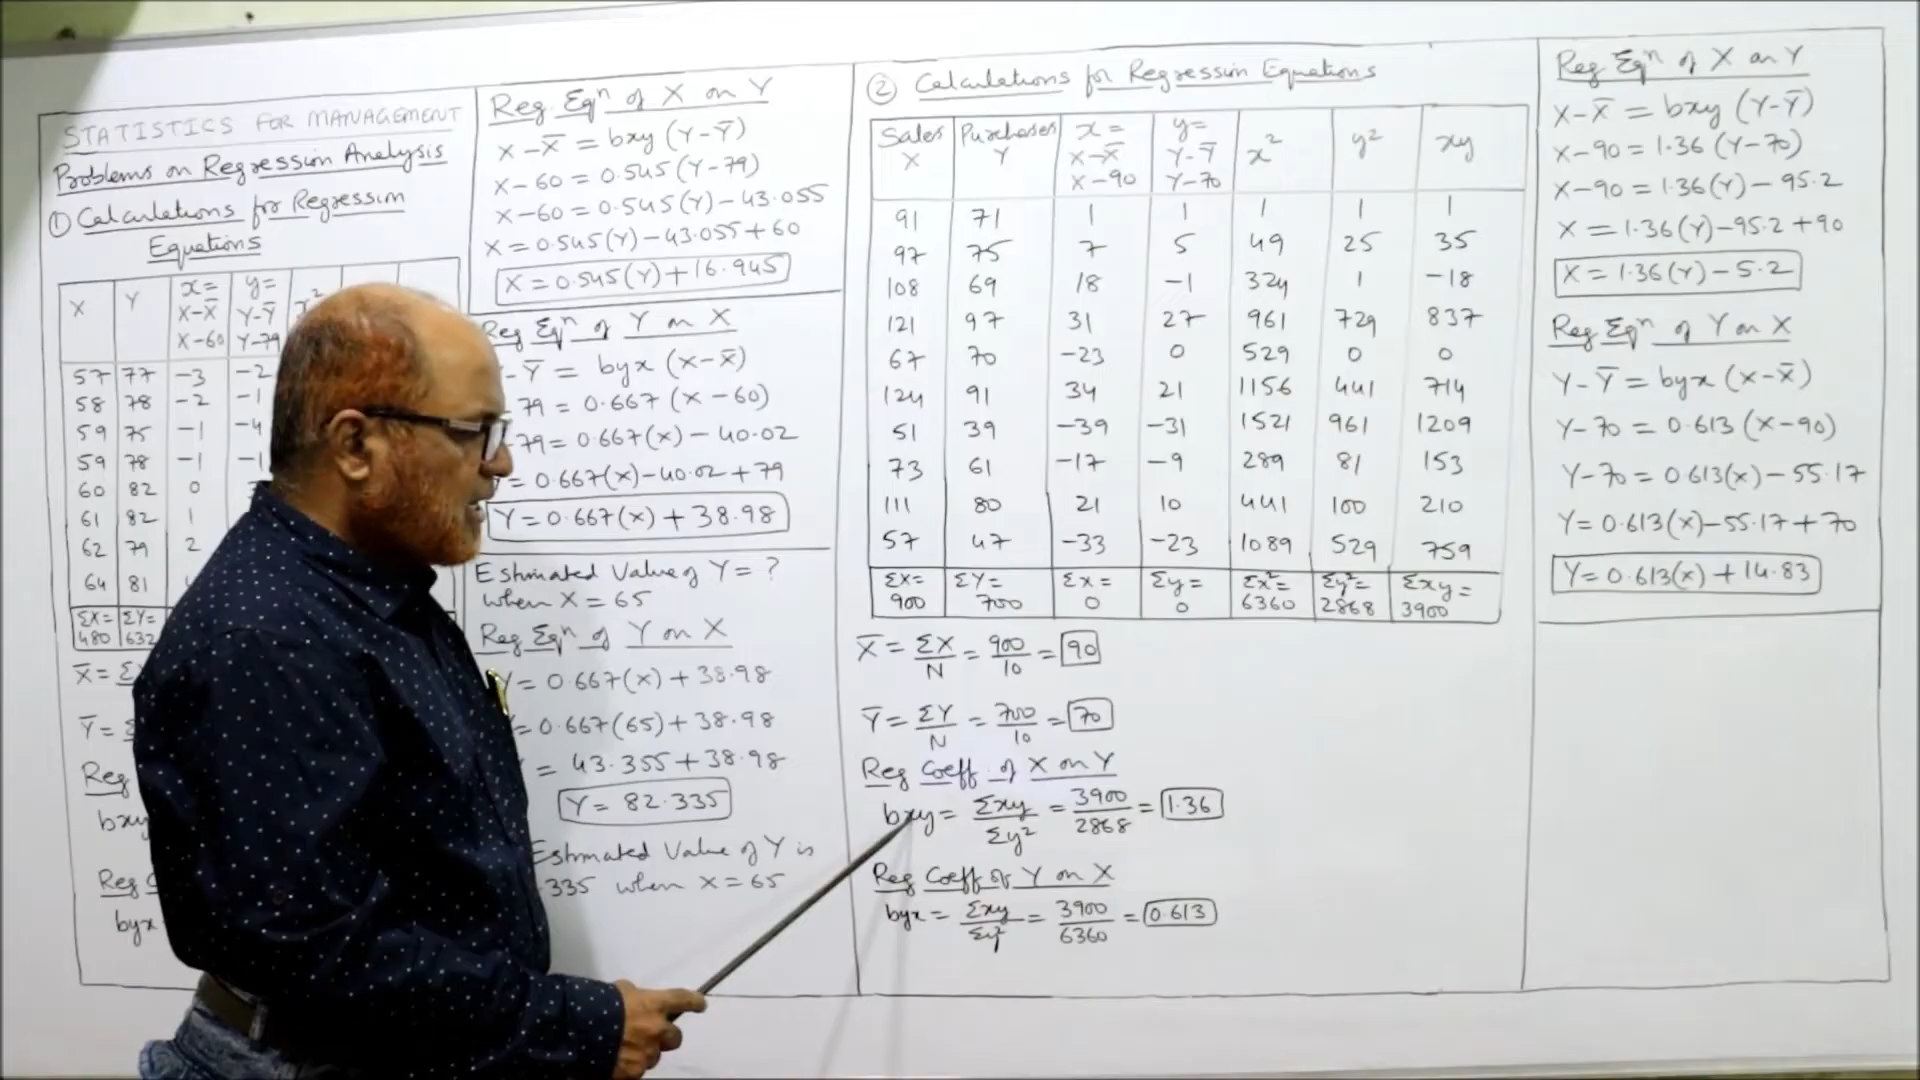 STATISTICS FOR MANAGEMENT
Problems on Regression Analysis
① Calculations for Regression
Equations
X Y x= y=
X-X̄ Y-Ȳ x²
X-60 Y-79
57 77 -3 -2
58 78 -2 -1
59 75 -1 -4
59 78 -1 -1
60 82 0
61 82 1
62 79 2
64 81
ΣX= ΣY=
480 632
X̄ = Σ
Ȳ =
Reg
bxy
Reg
byx
Reg Eqⁿ of X on Y
X-X̄ = bxy (Y-Ȳ)
X-60 = 0.545 (Y-79)
X-60 = 0.545(Y)-43.055
X = 0.545(Y)-43.055+60
X = 0.545(Y)+16.945
Reg Eqⁿ of Y on X
-Ȳ = byx (X-X̄)
-79 = 0.667 (X-60)
-79 = 0.667(X)-40.02
= 0.667(X)-40.02+79
Y = 0.667(X)+38.98
Estimated Value of Y = ?
when X = 65
Reg Eqⁿ of Y on X
Y = 0.667(X)+38.98
= 0.667(65)+38.98
= 43.355+38.98
Y = 82.335
Estimated Value of Y is
.335 when X = 65
② Calculations for Regression Equations
Sales Purchases x= y= x² y² xy
X Y X-X̄ Y-Ȳ
X-90 Y-70
91 71 1 1 1 1 1
97 75 7 5 49 25 35
108 69 18 -1 324 1 -18
121 97 31 27 961 729 837
67 70 -23 0 529 0 0
124 91 34 21 1156 441 714
51 39 -39 -31 1521 961 1209
73 61 -17 -9 289 81 153
111 80 21 10 441 100 210
57 47 -33 -23 1089 529 759
ΣX= ΣY= Σx= Σy= Σx²= Σy²= Σxy=
900 700 0 0 6360 2868 3900
X̄ = ΣX/N = 900/10 = 90
Ȳ = ΣY/N = 700/10 = 70
Reg Coeff. of X on Y
bxy = Σxy/Σy² = 3900/2868 = 1.36
Reg Coeff of Y on X
byx = Σxy/ = 3900/6360 = 0.613
Reg Eqⁿ of X on Y
X-X̄ = bxy (Y-Ȳ)
X-90 = 1.36 (Y-70)
X-90 = 1.36(Y)-95.2
X = 1.36(Y)-95.2+90
X = 1.36(Y)-5.2
Reg Eqⁿ of Y on X
Y-Ȳ = byx (X-X̄)
Y-70 = 0.613 (X-90)
Y-70 = 0.613(X)-55.17
Y = 0.613(X)-55.17+70
Y = 0.613(X)+14.83